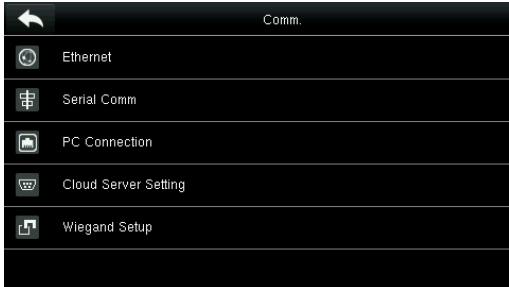 Comm.
Ethernet
Serial Comm
PC Connection
Cloud Server Setting
Wiegand Setup